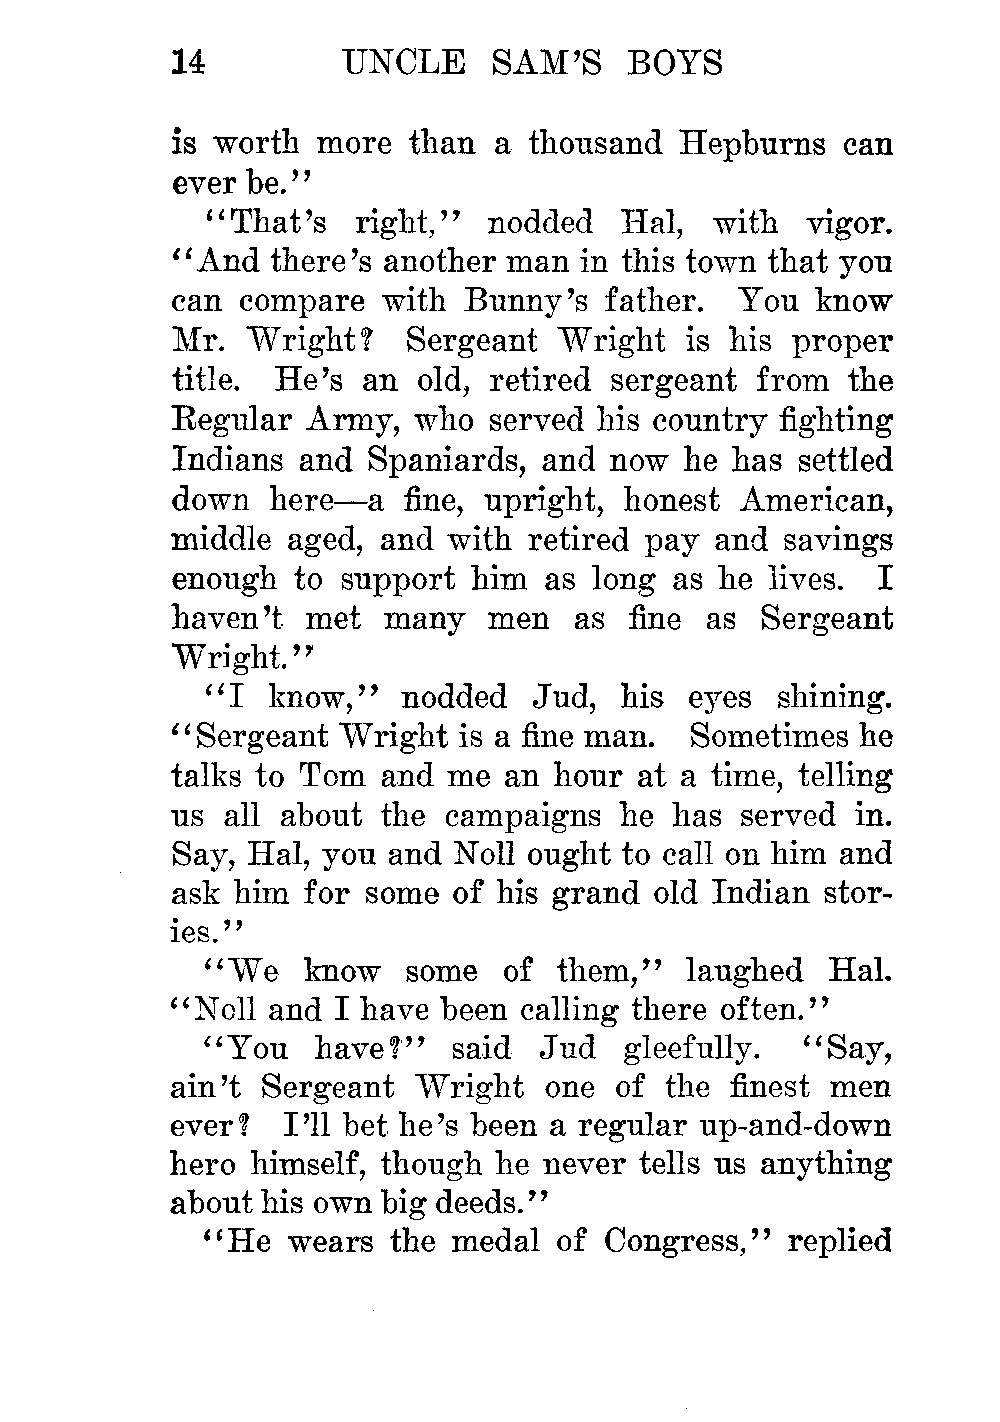 14 UNCLE SAM'S BOYS
is worth more than a thousand Hepburns can
ever be."
"That's right," nodded Hal, with vigor.
"And there's another man in this town that you
can compare with Bunny's father. You know
Mr. Wright? Sergeant Wright is his proper
title. He's an old, retired sergeant from the
Regular Army, who served his country fighting
Indians and Spaniards, and now he has settled
down here—a fine, upright, honest American,
middle aged, and with retired pay and savings
enough to support him as long as he lives. I
haven't met many men as fine as Sergeant
Wright."
"I know," nodded Jud, his eyes shining.
"Sergeant Wright is a fine man. Sometimes he
talks to Tom and me an hour at a time, telling
us all about the campaigns he has served in.
Say, Hal, you and Noll ought to call on him and
ask him for some of his grand old Indian stor-
ies."
"We know some of them," laughed Hal.
"Noll and I have been calling there often."
"You have?" said Jud gleefully. "Say,
ain't Sergeant Wright one of the finest men
ever? I'll bet he's been a regular up-and-down
hero himself, though he never tells us anything
about his own big deeds."
"He wears the medal of Congress," replied